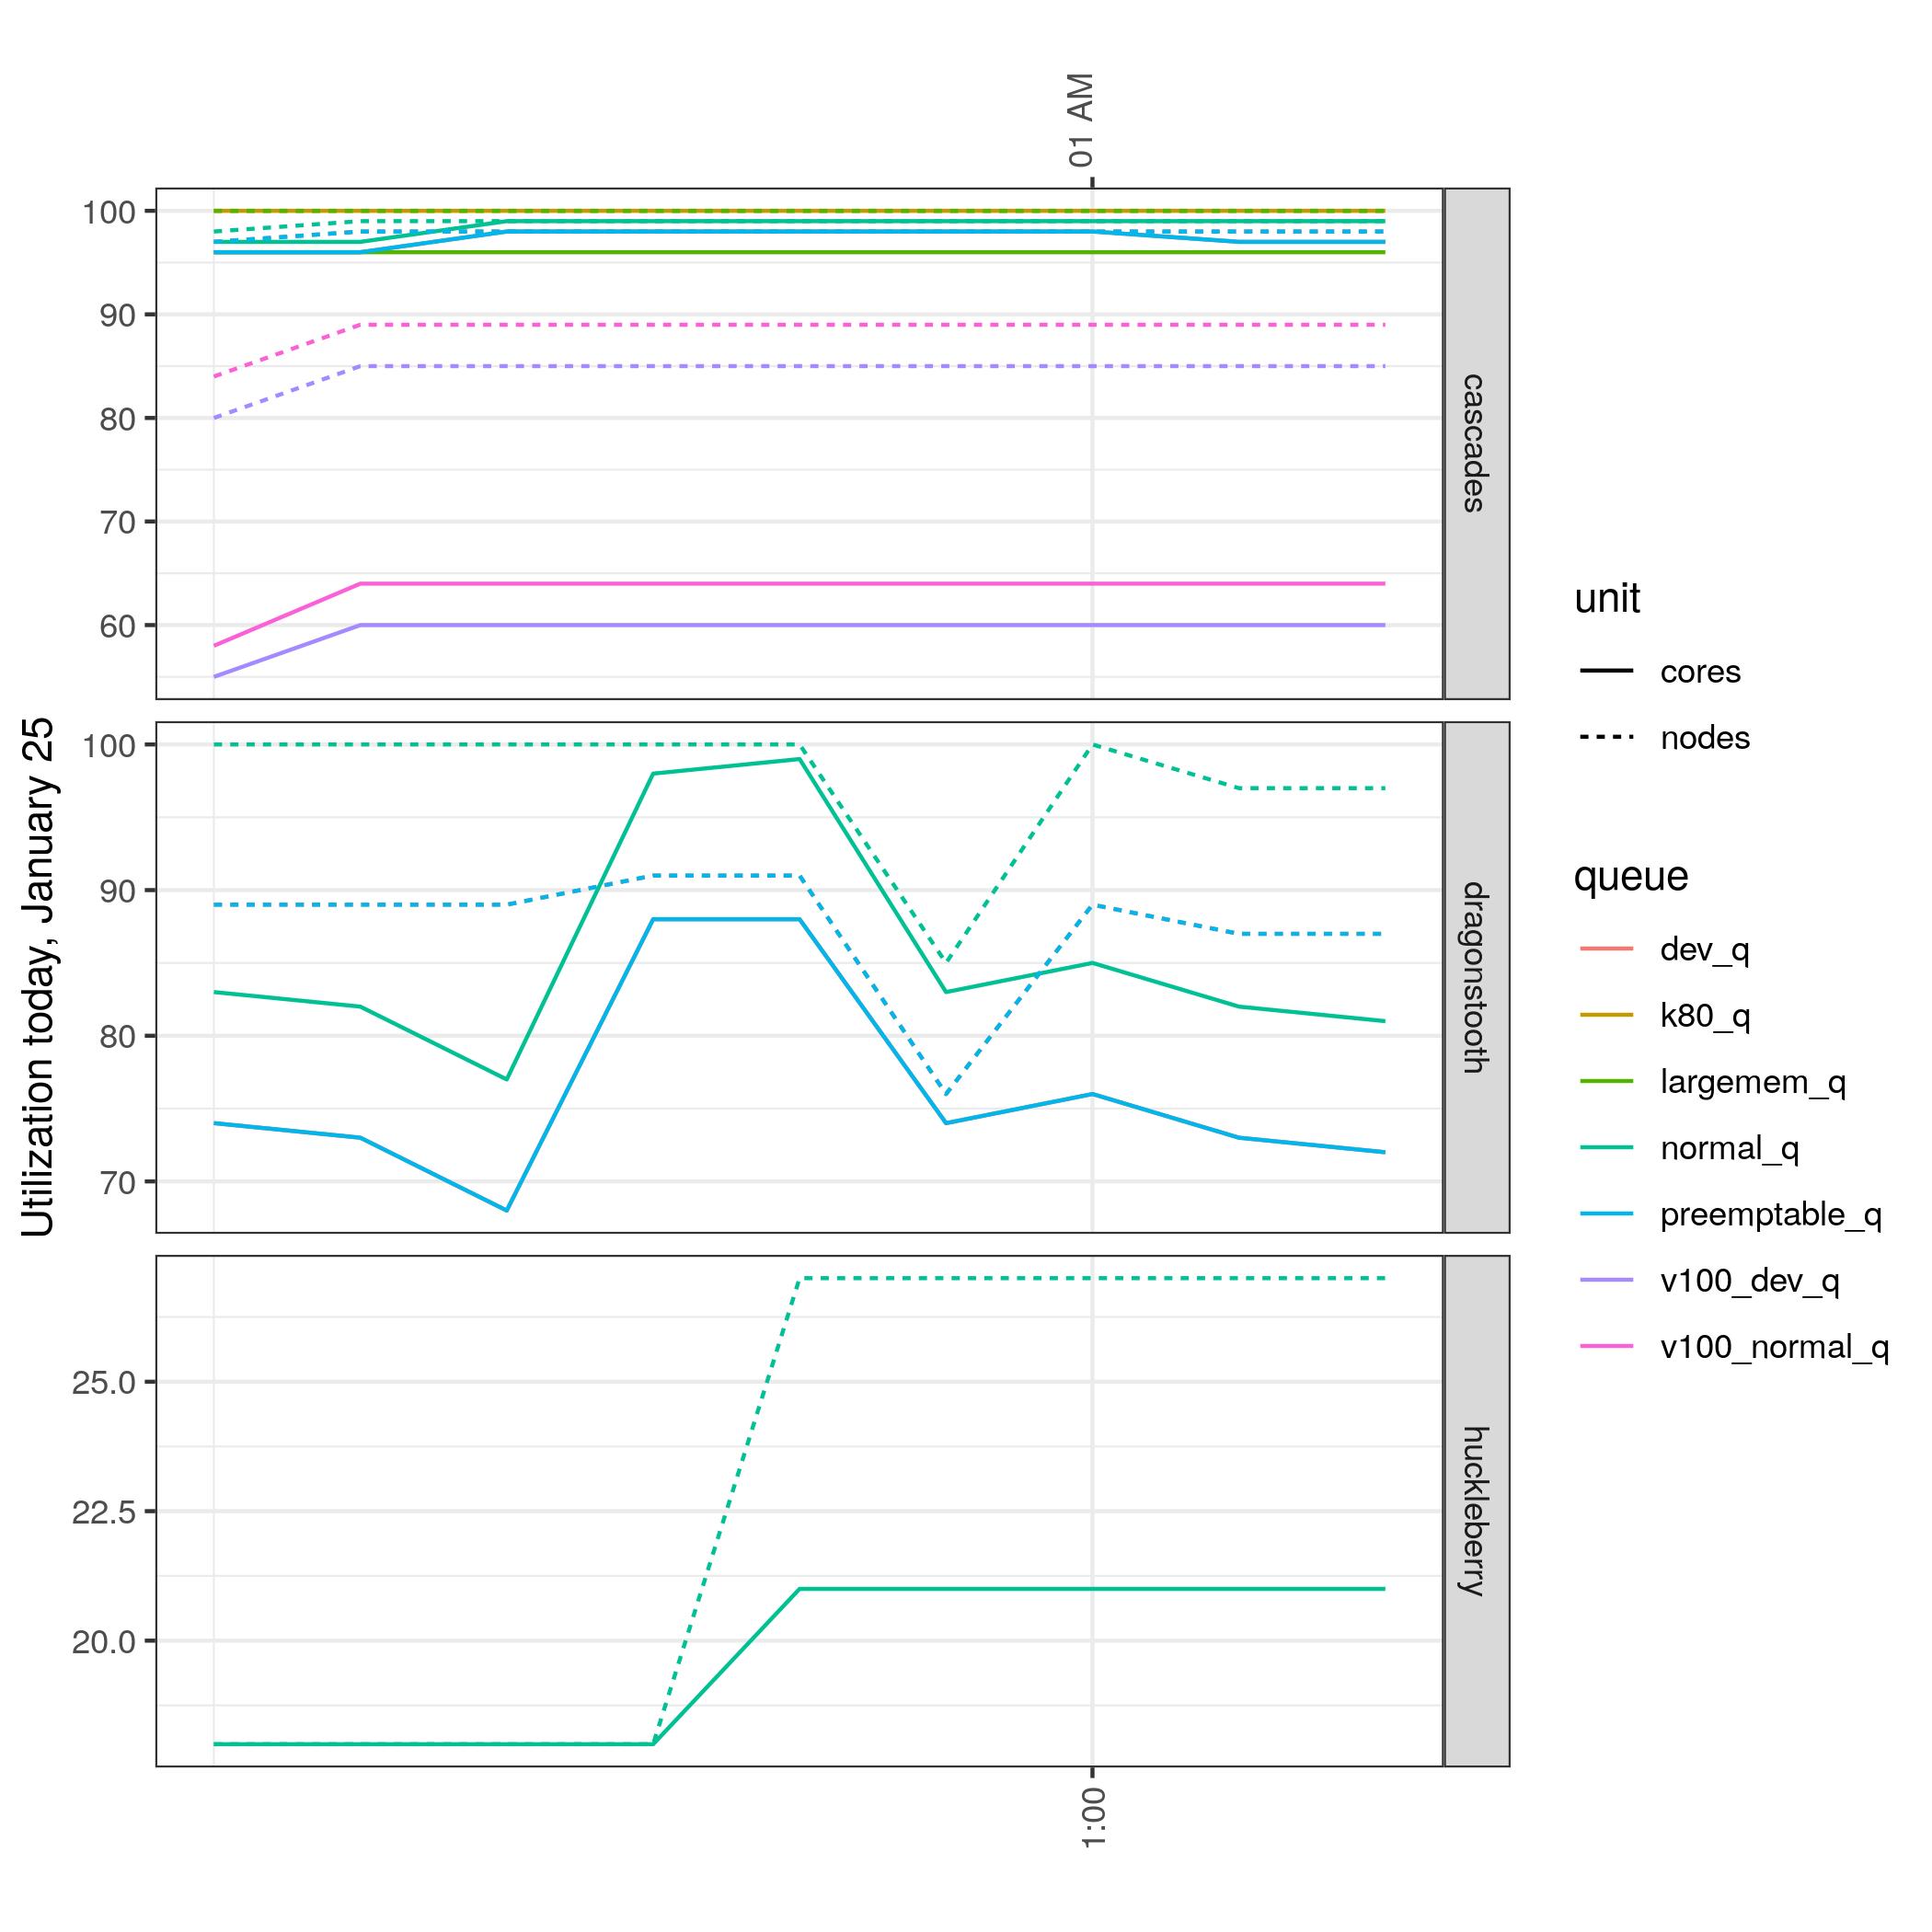 01 AM
Utilization today, January 25
100
90
80
70
60
cascades
100
90
80
70
dragonstooth
25.0
22.5
20.0
huckleberry
1:00
unit
cores
nodes
queue
dev_q
k80_q
largemem_q
normal_q
preemptable_q
v100_dev_q
v100_normal_q